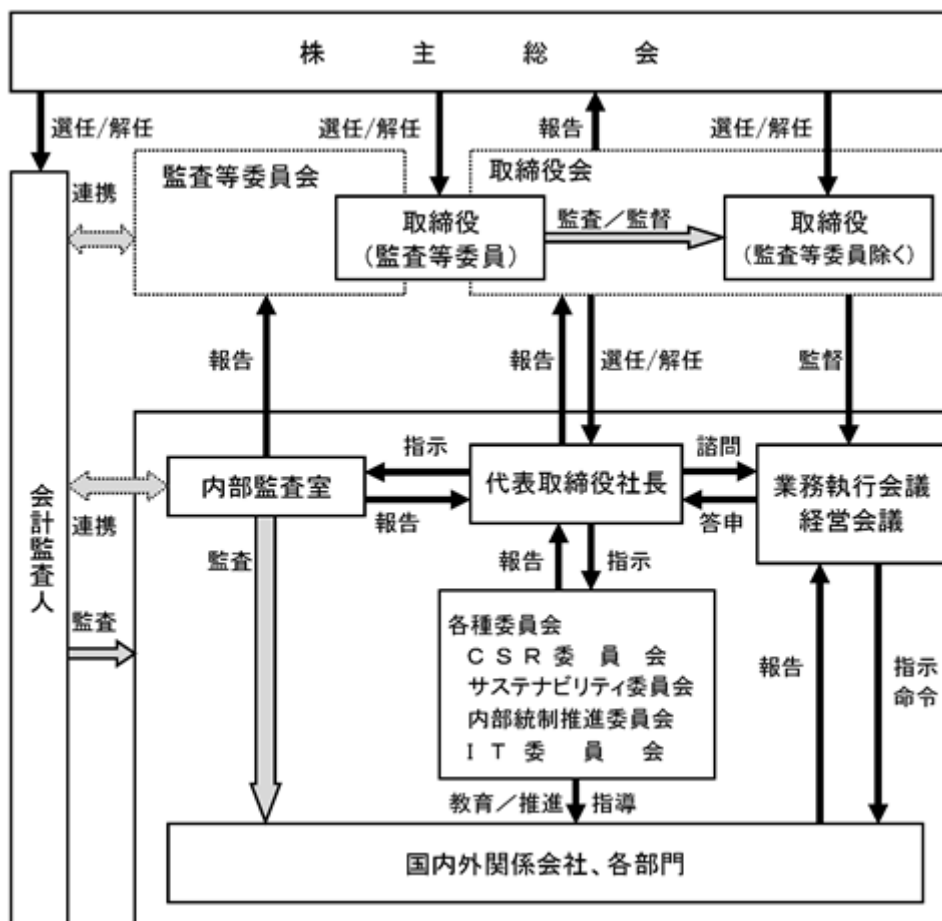 株主総会
選任/解任
選任/解任
報告
選任/解任
監査等委員会
取締役会
連携
取締役
(監査等委員)
監査/監督
取締役
(監査等委員除く)
報告
報告
選任/解任
監督
会計監査人
指示
諮問
内部監査室
代表取締役社長
業務執行会議
経営会議
連携
報告
答申
監査
報告
指示
監査
各種委員会
CSR委員会
サステナビリティ委員会
内部統制推進委員会
IT委員会
報告
指示
命令
教育/推進
指導
国内外関係会社、各部門